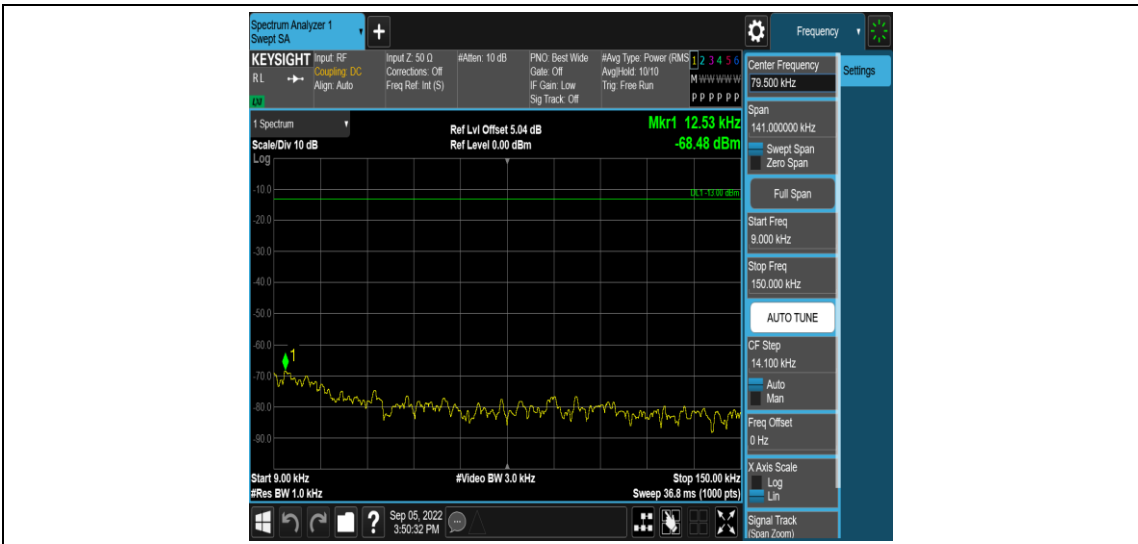 Spectrum Analyzer 1
Swept SA
+
Frequency
KEYSIGHT
RL
LXI
Input: RF
Coupling: DC
Align: Auto
Input Z: 50 Ω
Corrections: Off
Freq Ref: Int (S)
#Atten: 10 dB
PNO: Best Wide
Gate: Off
IF Gain: Low
Sig Track: Off
#Avg Type: Power (RMS
Avg|Hold: 10/10
Trig: Free Run
1 2 3 4 5 6
M W W W W W
P P P P P P
1 Spectrum
Scale/Div 10 dB
Log
Ref Lvl Offset 5.04 dB
Ref Level 0.00 dBm
Mkr1 12.53 kHz
-68.48 dBm
DL1 -13.00 dBm
-10.0
-20.0
-30.0
-40.0
-50.0
-60.0
-70.0
-80.0
-90.0
1
Start 9.00 kHz
#Res BW 1.0 kHz
#Video BW 3.0 kHz
Stop 150.00 kHz
Sweep 36.8 ms (1000 pts)
?
Sep 05, 2022
3:50:32 PM
Center Frequency
79.500 kHz
Settings
Span
141.000000 kHz
Swept Span
Zero Span
Full Span
Start Freq
9.000 kHz
Stop Freq
150.000 kHz
AUTO TUNE
CF Step
14.100 kHz
Auto
Man
Freq Offset
0 Hz
X Axis Scale
Log
Lin
Signal Track
(Span Zoom)